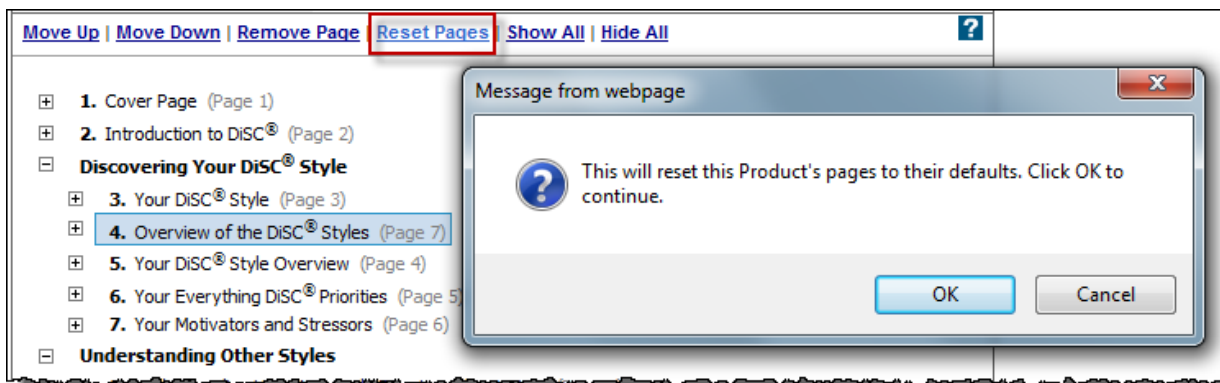 Move Up | Move Down | Remove Page | Reset Pages | Show All | Hide All ?
Message from webpage X
1. Cover Page (Page 1)
2. Introduction to DiSC® (Page 2)
Discovering Your DiSC® Style
3. Your DiSC® Style (Page 3)
4. Overview of the DiSC® Styles (Page 7)
5. Your DiSC® Style Overview (Page 4)
6. Your Everything DiSC® Priorities (Page 5)
7. Your Motivators and Stressors (Page 6)
Understanding Other Styles
?
This will reset this Product's pages to their defaults. Click OK to
continue.
OK Cancel